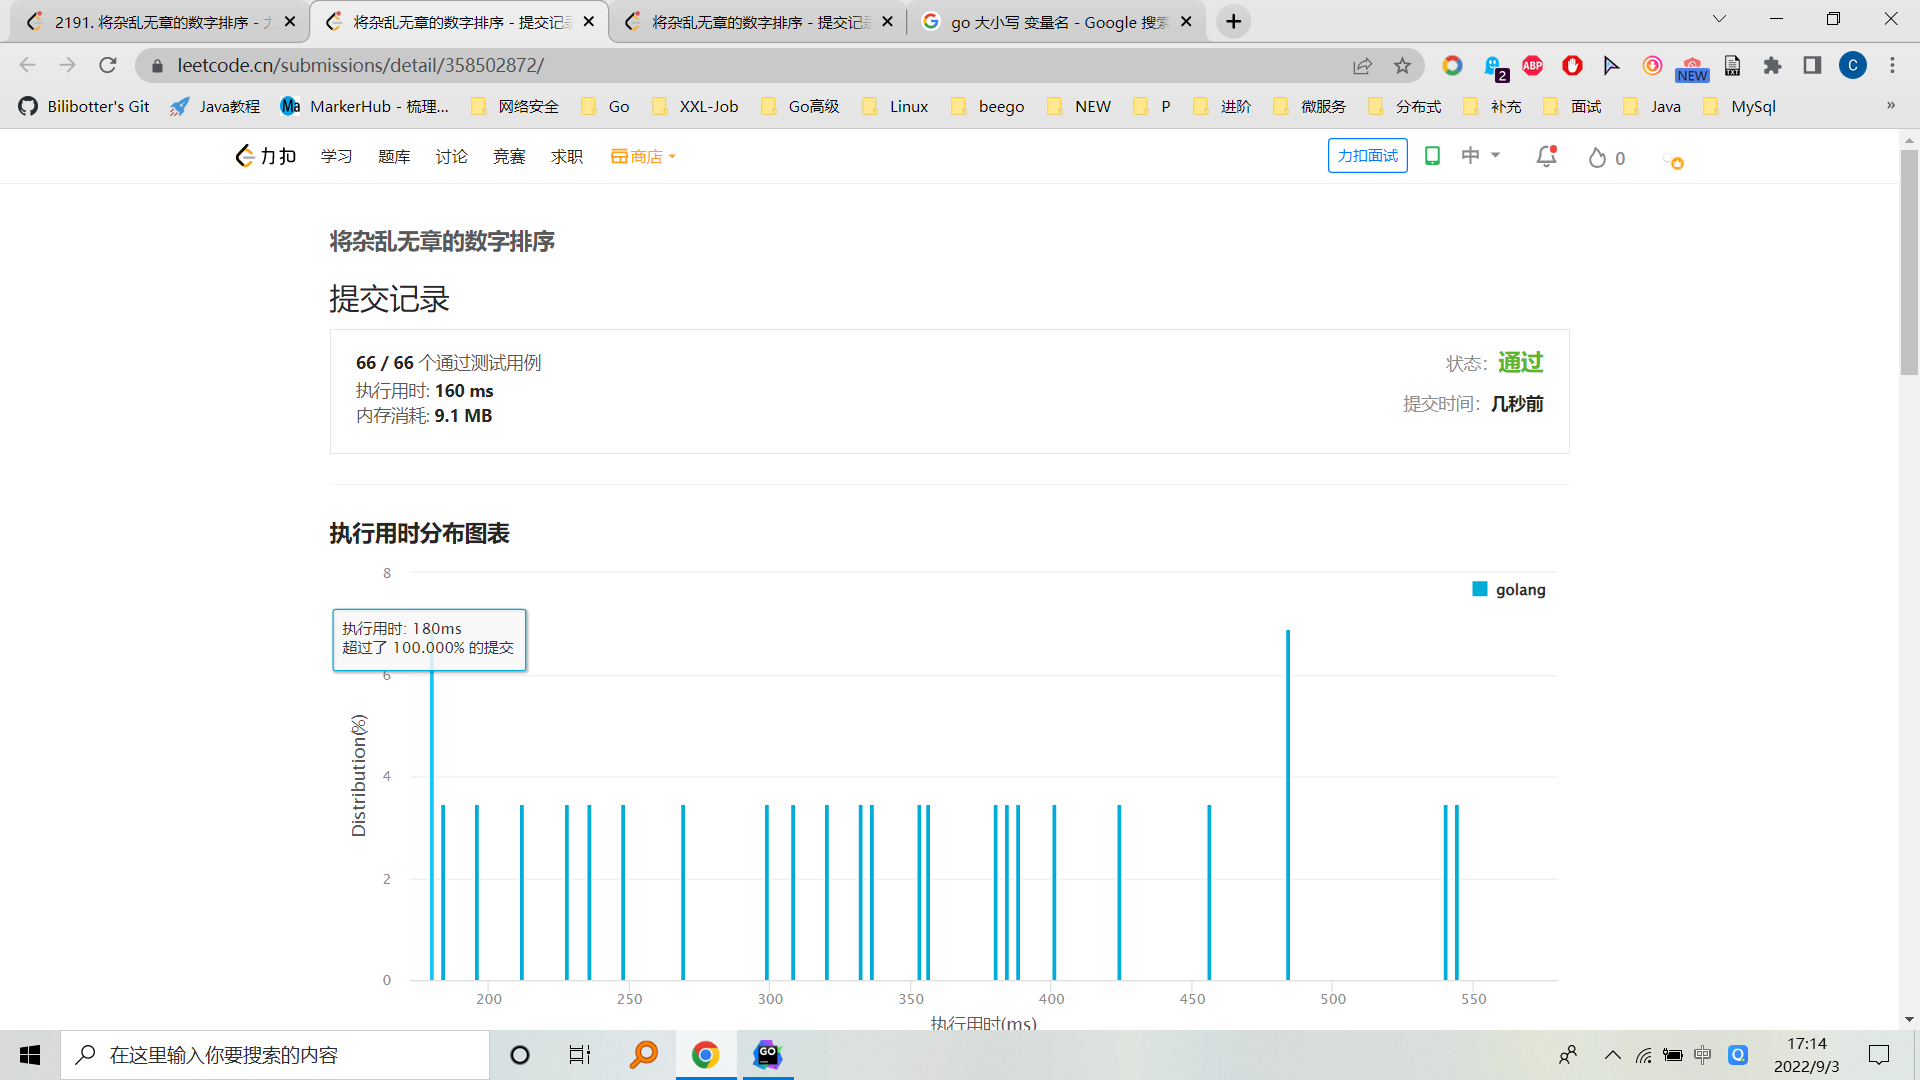 2191. 将杂乱无章的数字排序 -
将杂乱无章的数字排序 - 提交记录
将杂乱无章的数字排序 - 提交记录
go 大小写 变量名 - Google 搜索
leetcode.cn/submissions/detail/358502872/
2
ABP
NEW
TXT
C
Bilibotter's Git
Java教程
Ma
MarkerHub - 梳理...
网络安全
Go
XXL-Job
Go高级
Linux
beego
NEW
P
进阶
微服务
分布式
补充
面试
Java
MySql
»
力扣
学习
题库
讨论
竞赛
求职
商店
力扣面试
中
0
将杂乱无章的数字排序
提交记录
66 / 66 个通过测试用例
状态: 通过
执行用时: 160 ms
内存消耗: 9.1 MB
提交时间: 几秒前
执行用时分布图表
8
golang
执行用时: 180ms
超过了 100.000% 的提交
6
Distribution(%)
4
2
0
200
250
300
350
400
450
500
550
执行用时(ms)
在这里输入你要搜索的内容
GO
中
Q
17:14
2022/9/3